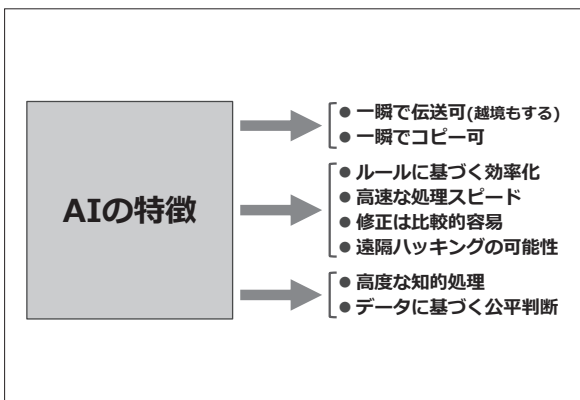 AIの特徴
● 一瞬で伝送可(越境もする)
● 一瞬でコピー可
● ルールに基づく効率化
● 高速な処理スピード
● 修正は比較的容易
● 遠隔ハッキングの可能性
● 高度な知的処理
● データに基づく公平判断